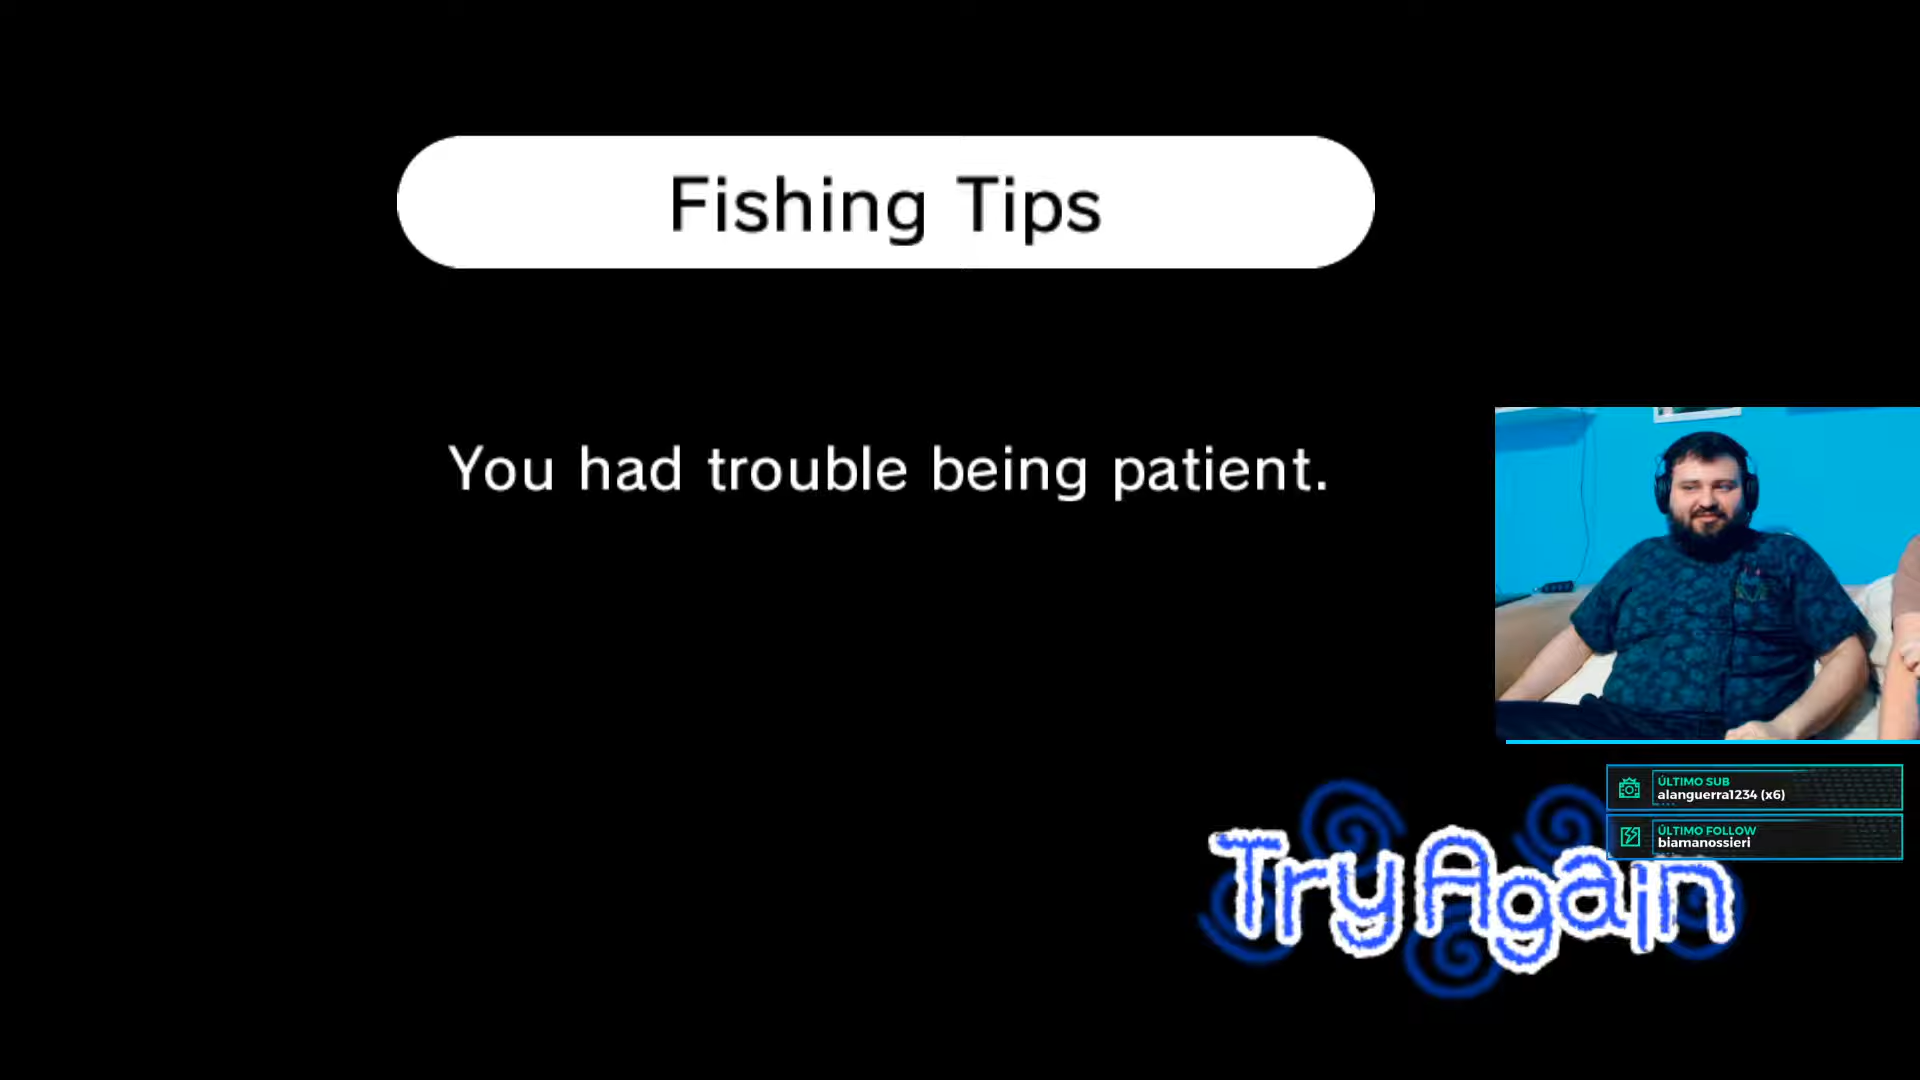 Fishing Tips
You had trouble being patient.
Try Again
ÚLTIMO SUB
alanguerra1234 (x6)
ÚLTIMO FOLLOW
biamanossieri